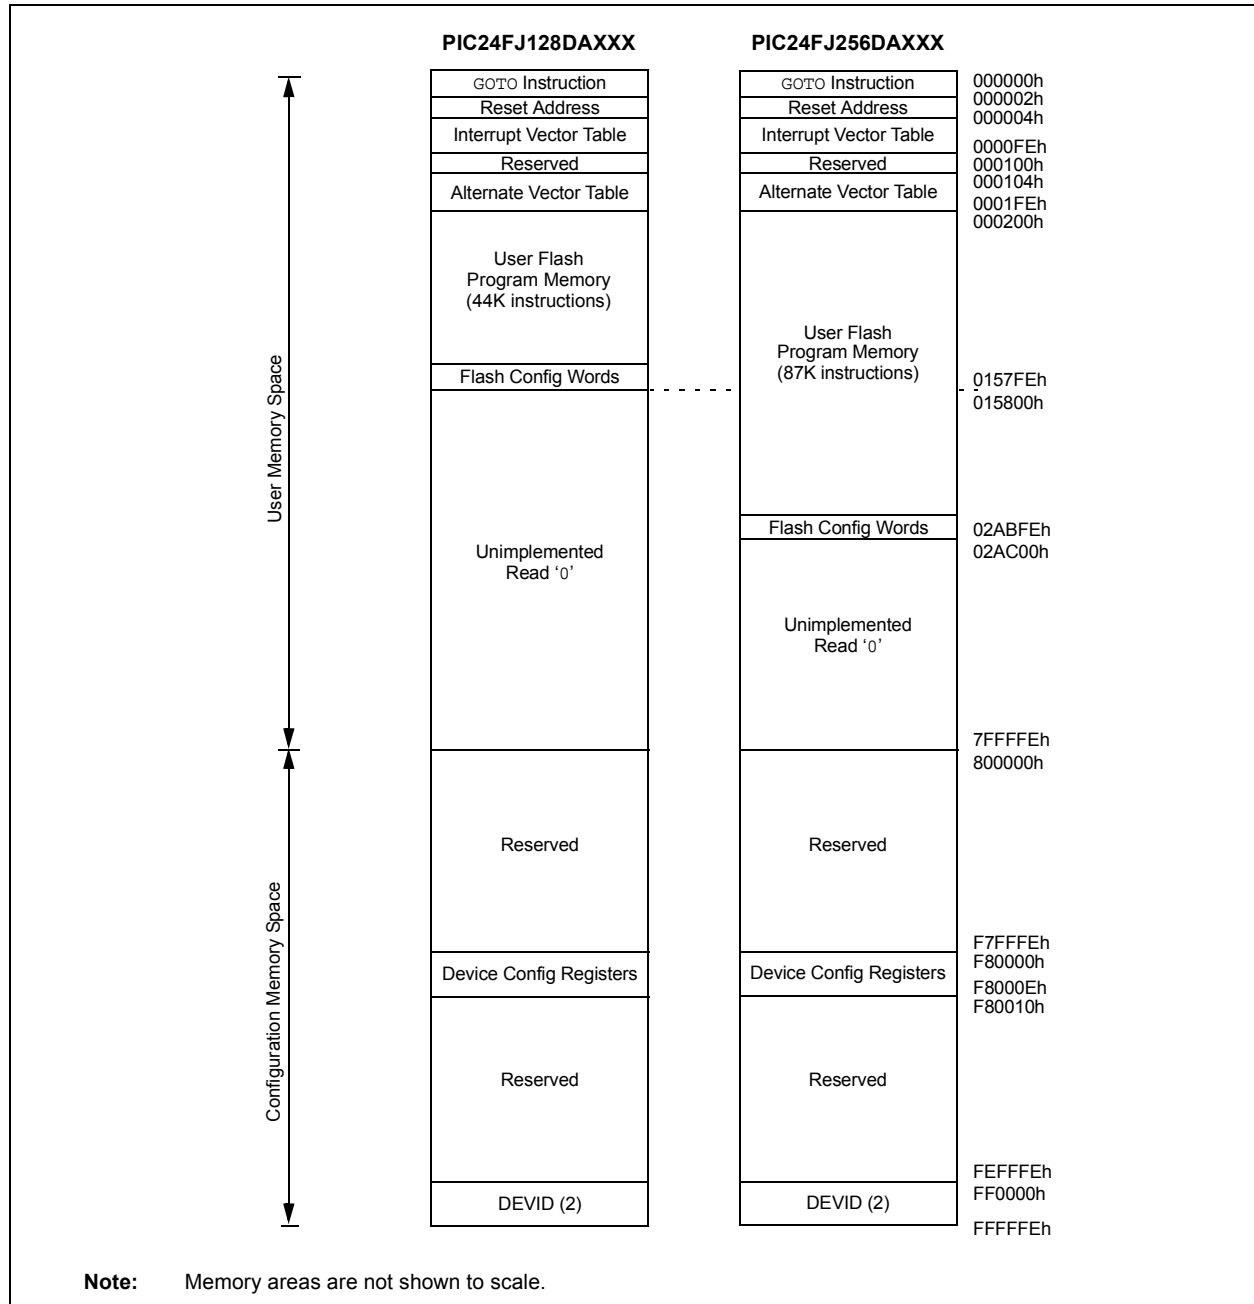 PIC24FJ128DAXXX PIC24FJ256DAXXX
GOTO Instruction GOTO Instruction 000000h
Reset Address Reset Address 000002h
000004h
Interrupt Vector Table Interrupt Vector Table
0000FEh
Reserved Reserved 000100h
000104h
Alternate Vector Table Alternate Vector Table
0001FEh
000200h
User Flash
Program Memory
(44K instructions)
User Flash
Program Memory
(87K instructions)
Flash Config Words 0157FEh
015800h
User Memory Space
Flash Config Words 02ABFEh
02AC00h
Unimplemented
Read ‘0’
Unimplemented
Read ‘0’
7FFFFEh
800000h
Reserved Reserved
Configuration Memory Space
F7FFFEh
F80000h
Device Config Registers Device Config Registers
F8000Eh
F80010h
Reserved Reserved
FEFFFEh
FF0000h
DEVID (2) DEVID (2)
FFFFFEh
Note: Memory areas are not shown to scale.